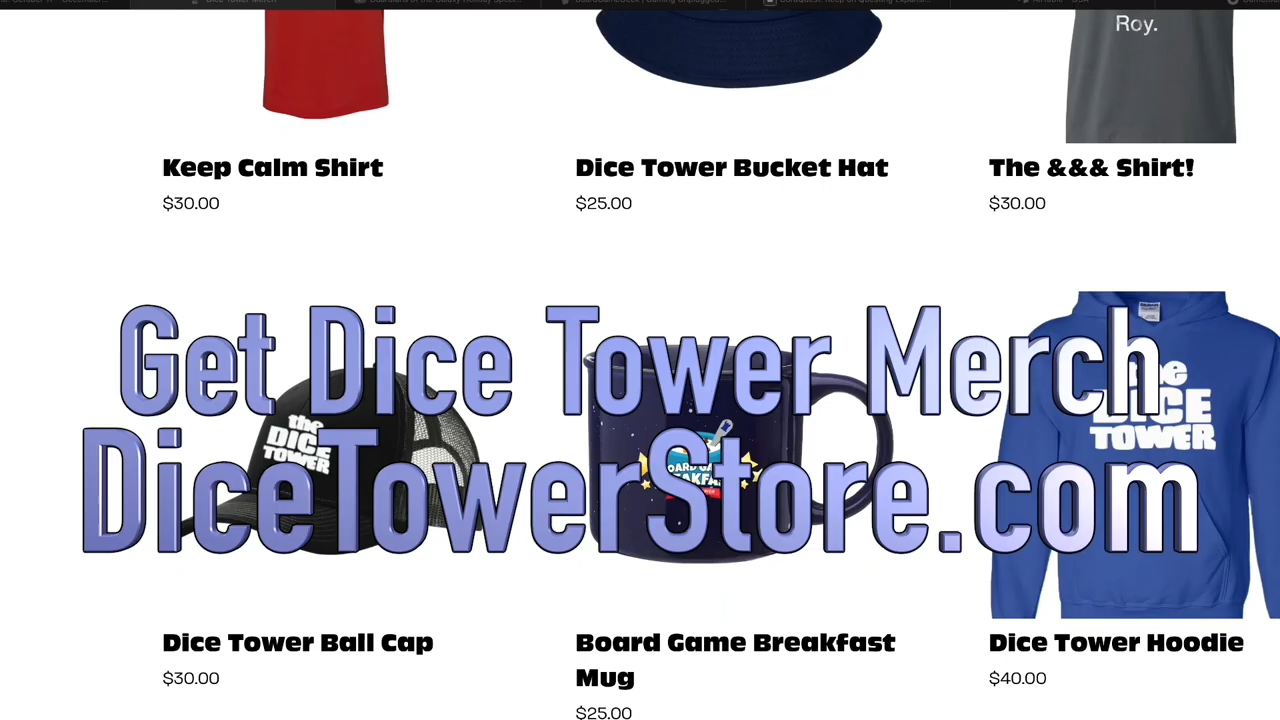 Roy.
Keep Calm Shirt
$30.00
Dice Tower Bucket Hat
$25.00
The &&& Shirt!
$30.00
Get Dice Tower Merch
DiceTowerStore.com
the
DICE
TOWER
DICE
TOWER
Dice Tower Ball Cap
$30.00
Board Game Breakfast
Mug
$25.00
Dice Tower Hoodie
$40.00